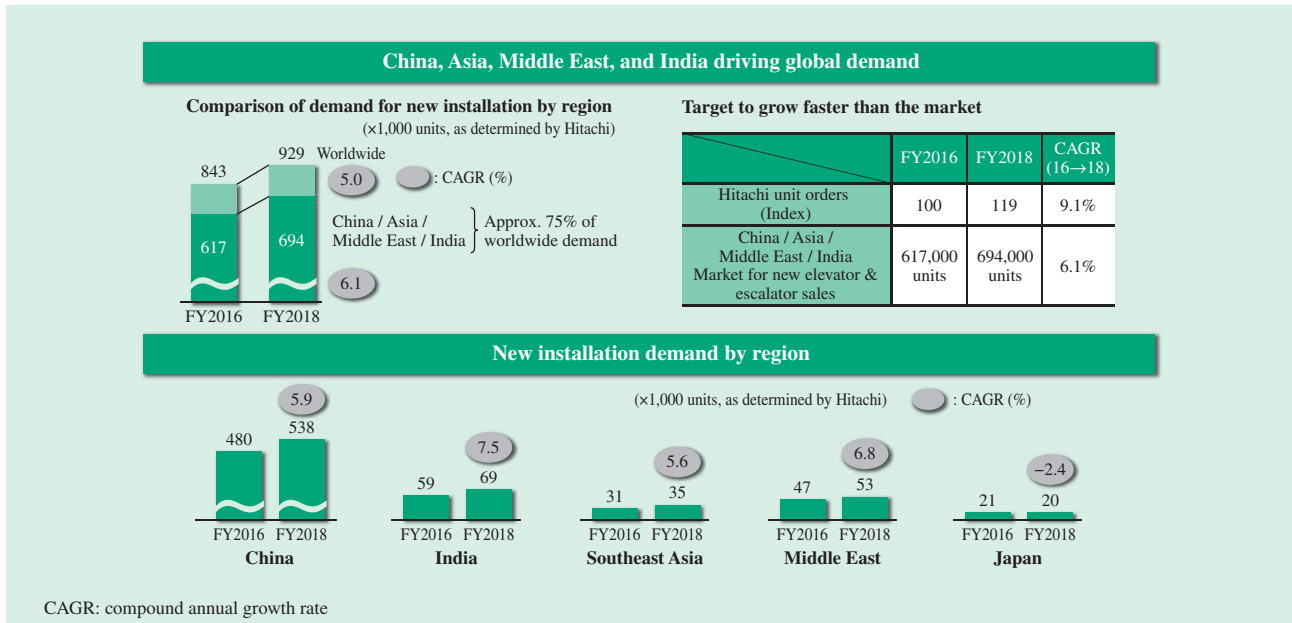 China, Asia, Middle East, and India driving global demand
Comparison of demand for new installation by region
(×1,000 units, as determined by Hitachi)
843
929
Worldwide
5.0
: CAGR (%)
617
694
China / Asia /
Middle East / India
Approx. 75% of
worldwide demand
6.1
FY2016
FY2018
Target to grow faster than the market
FY2016
FY2018
CAGR
(16→18)
Hitachi unit orders
(Index)
100
119
9.1%
China / Asia /
Middle East / India
Market for new elevator &
escalator sales
617,000
units
694,000
units
6.1%
New installation demand by region
(×1,000 units, as determined by Hitachi)
: CAGR (%)
5.9
480
538
FY2016 FY2018
China
7.5
59
69
FY2016 FY2018
India
5.6
31
35
FY2016 FY2018
Southeast Asia
6.8
47
53
FY2016 FY2018
Middle East
−2.4
21
20
FY2016 FY2018
Japan
CAGR: compound annual growth rate